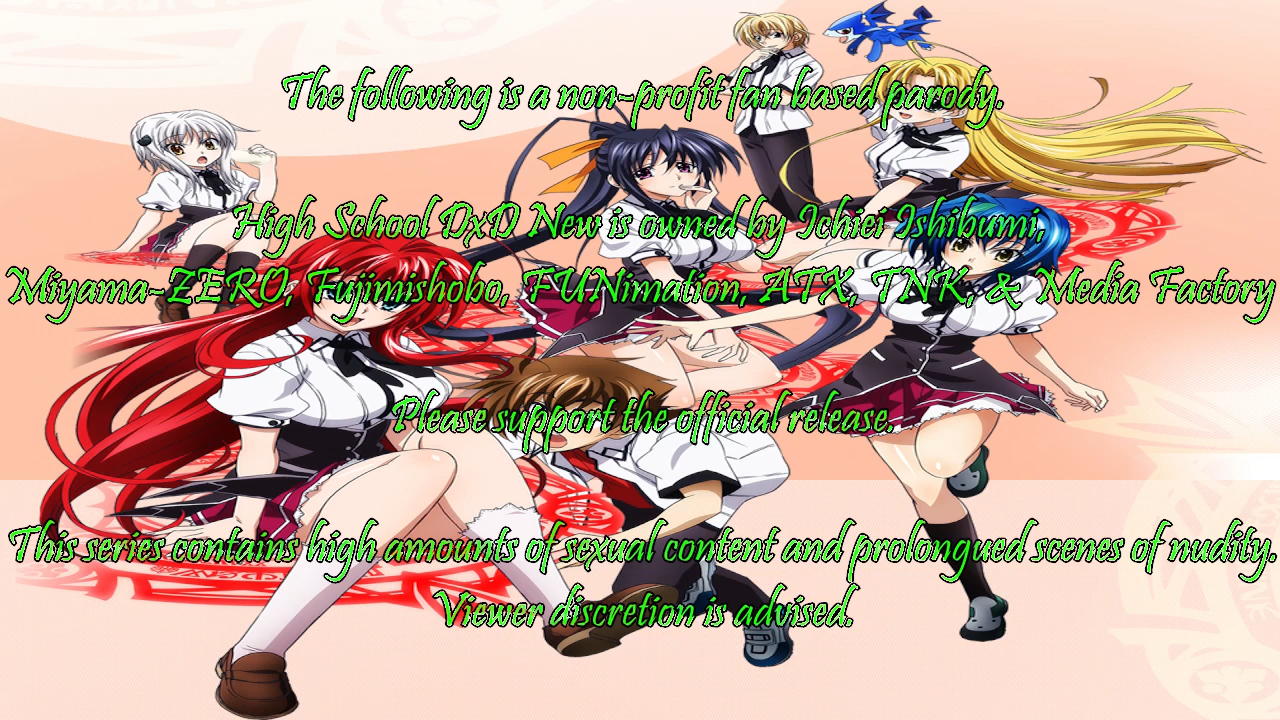 The following is a non-profit fan based parody.
High School DxD New is owned by Ichiei Ishibumi,
Miyama-ZERO, Fujimishobo, FUNimation, ATX, TNK, & Media Factory
Please support the official release.
This series contains high amounts of sexual content and prolongued scenes of nudity.
Viewer discretion is advised.